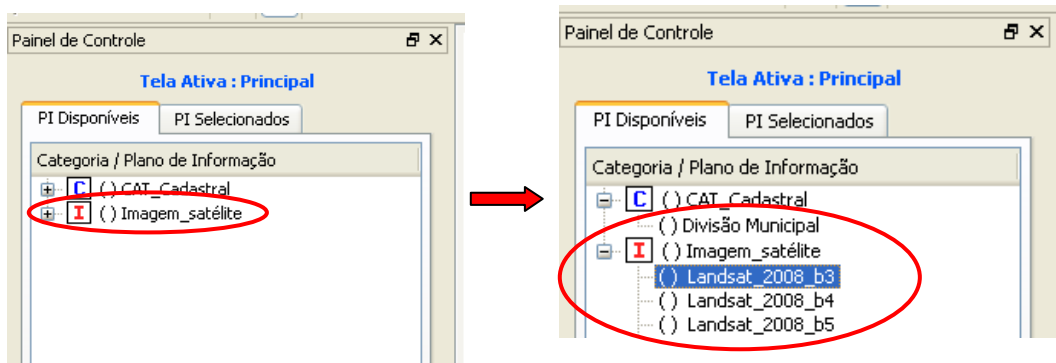 Painel de Controle
Tela Ativa : Principal
PI Disponíveis PI Selecionados
Categoria / Plano de Informação
C () CAT_Cadastral
I () Imagem_satélite
Painel de Controle
Tela Ativa : Principal
PI Disponíveis PI Selecionados
Categoria / Plano de Informação
C () CAT_Cadastral
() Divisão Municipal
I () Imagem_satélite
() Landsat_2008_b3
() Landsat_2008_b4
() Landsat_2008_b5